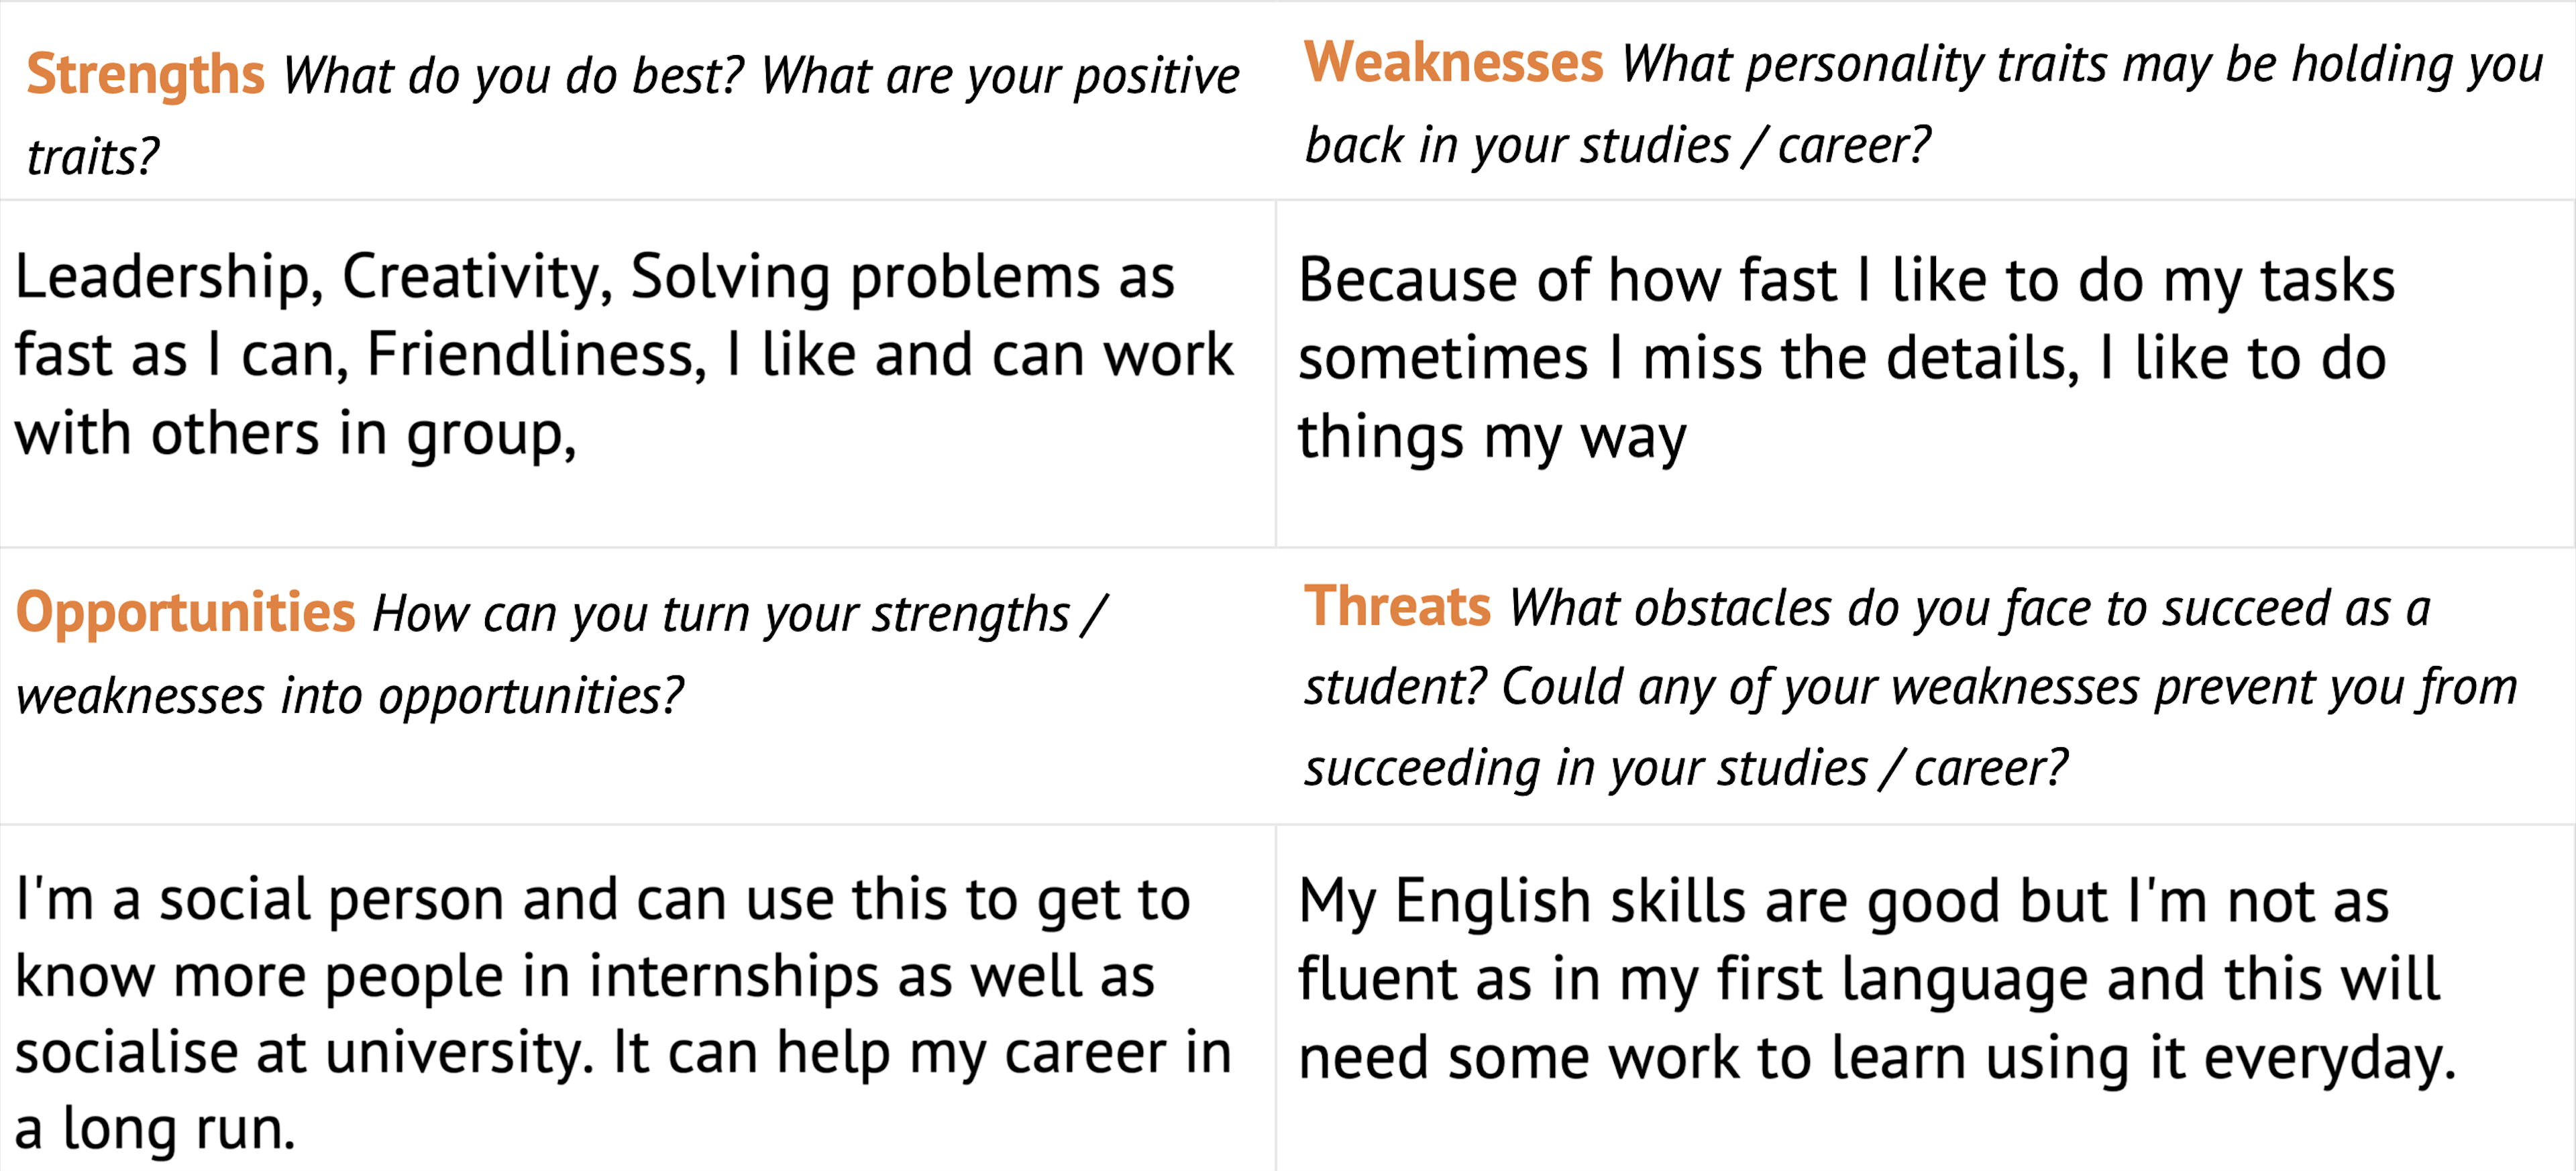 Strengths What do you do best? What are your positive
traits?
Weaknesses What personality traits may be holding you
back in your studies / career?
Leadership, Creativity, Solving problems as
fast as I can, Friendliness, I like and can work
with others in group,
Because of how fast I like to do my tasks
sometimes I miss the details, I like to do
things my way
Opportunities How can you turn your strengths /
weaknesses into opportunities?
Threats What obstacles do you face to succeed as a
student? Could any of your weaknesses prevent you from
succeeding in your studies / career?
I'm a social person and can use this to get to
know more people in internships as well as
socialise at university. It can help my career in
a long run.
My English skills are good but I'm not as
fluent as in my first language and this will
need some work to learn using it everyday.